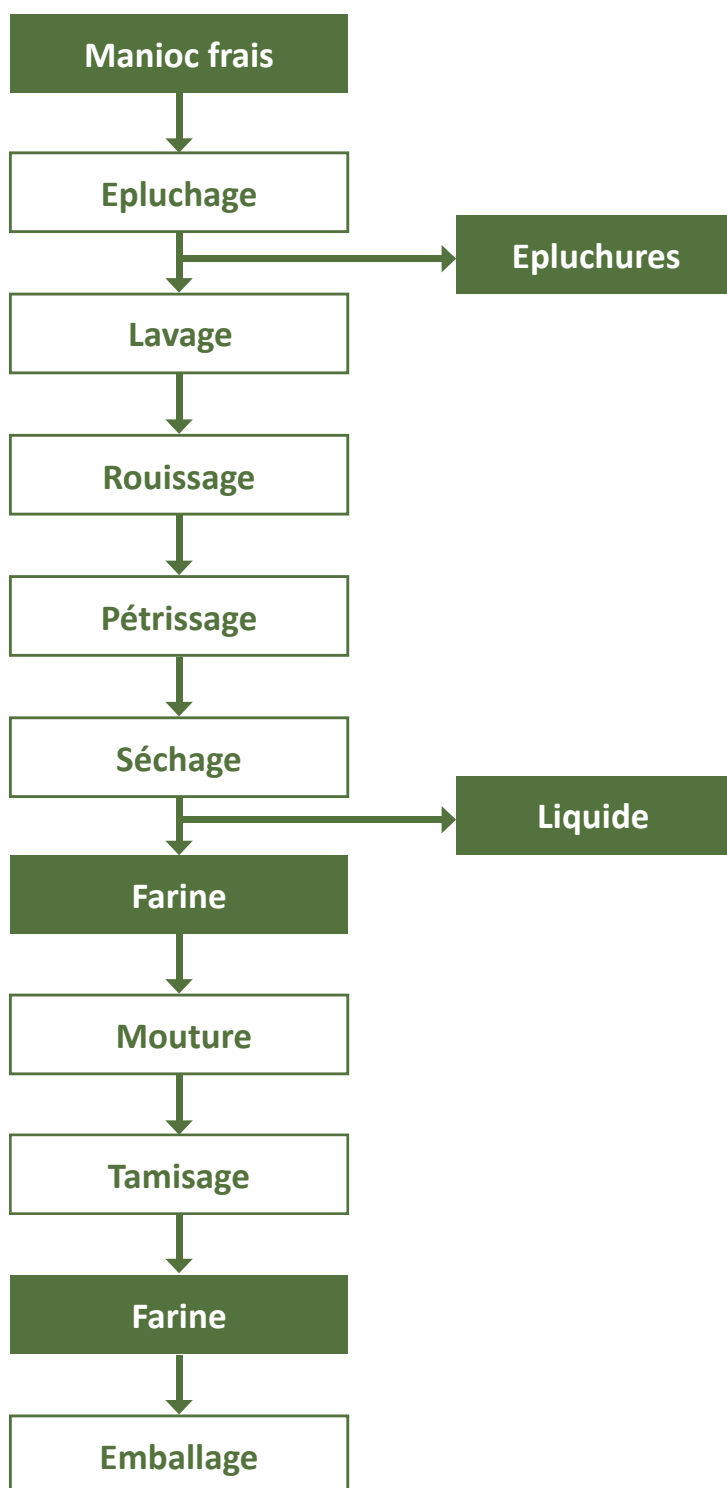 Manioc frais
Epluchage
Epluchures
Lavage
Rouissage
Pétrissage
Séchage
Liquide
Farine
Mouture
Tamisage
Farine
Emballage